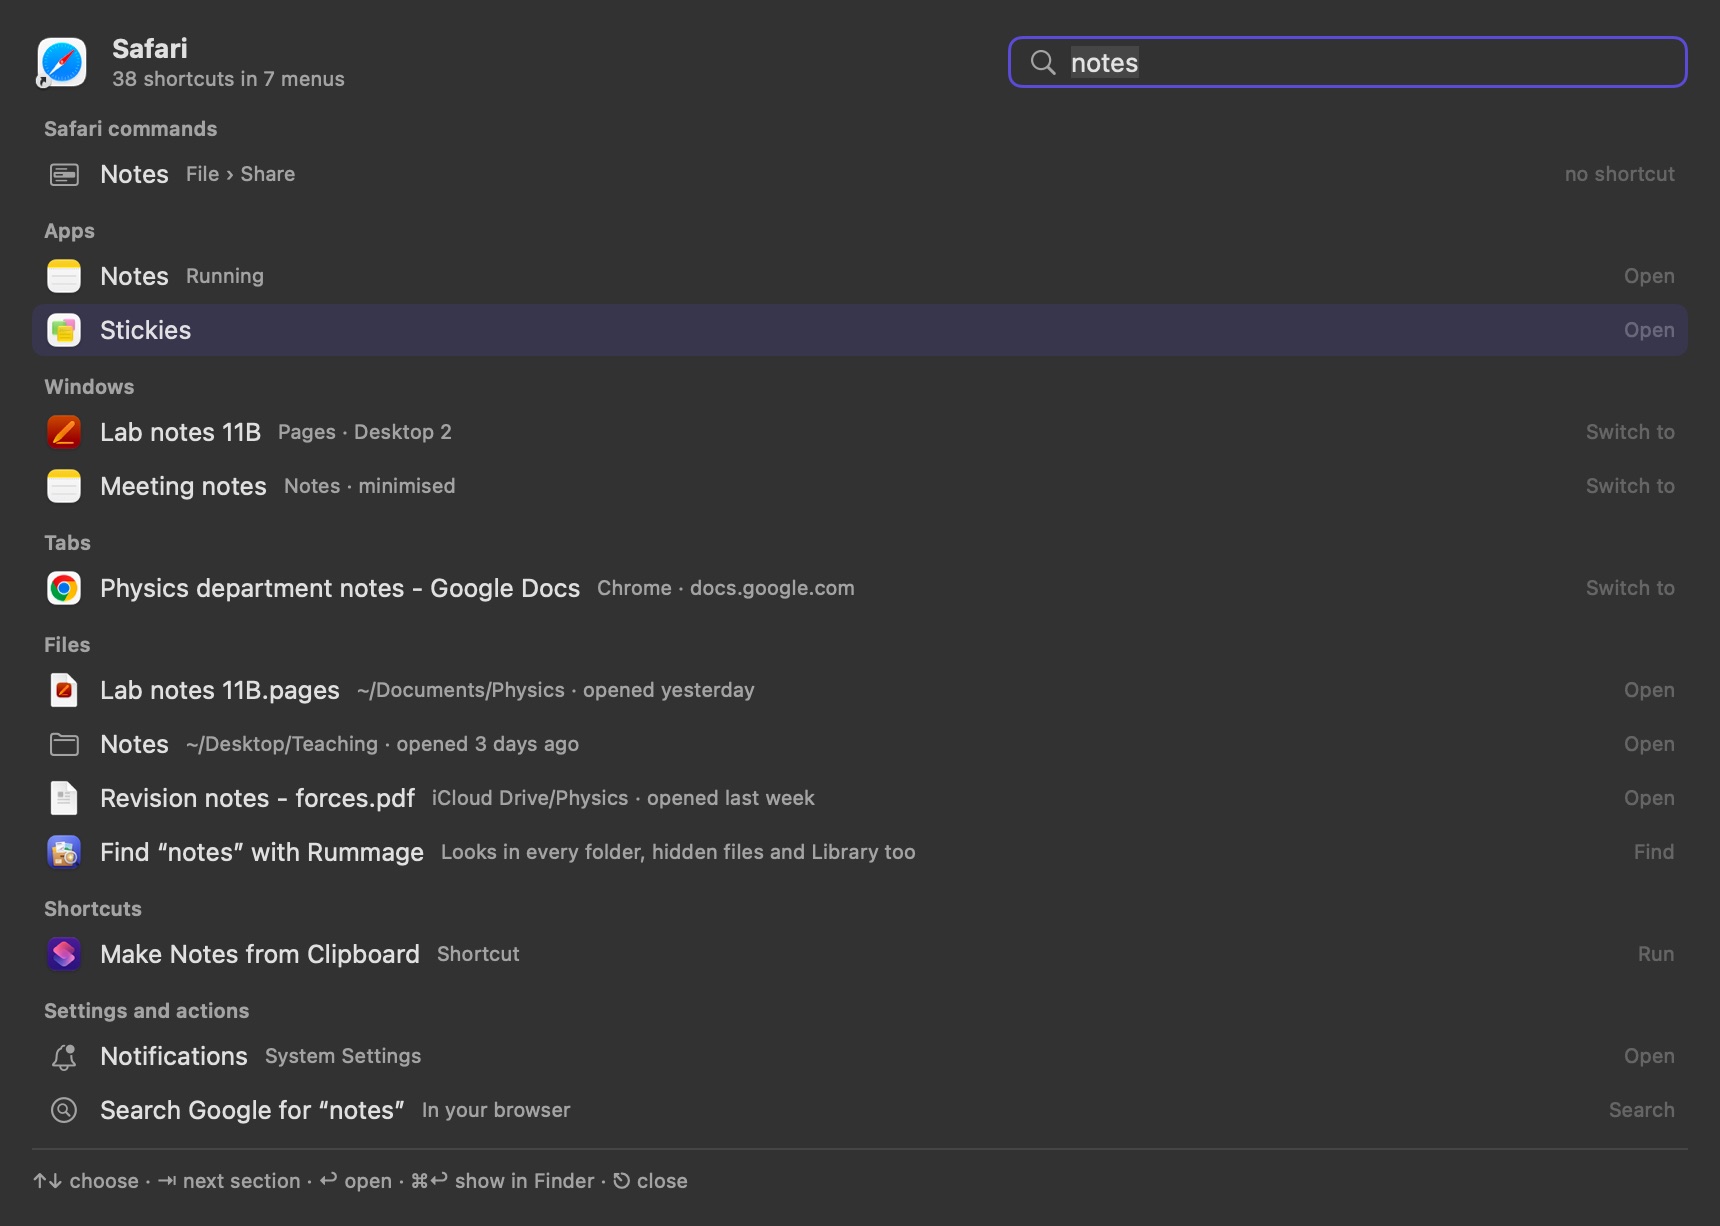 Safari
38 shortcuts in 7 menus
notes
Safari commands
Notes File › Share no shortcut
Apps
Notes Running Open
Stickies Open
Windows
Lab notes 11B Pages · Desktop 2 Switch to
Meeting notes Notes · minimised Switch to
Tabs
Physics department notes - Google Docs Chrome · docs.google.com Switch to
Files
Lab notes 11B.pages ~/Documents/Physics · opened yesterday Open
Notes ~/Desktop/Teaching · opened 3 days ago Open
Revision notes - forces.pdf iCloud Drive/Physics · opened last week Open
Find “notes” with Rummage Looks in every folder, hidden files and Library too Find
Shortcuts
Make Notes from Clipboard Shortcut Run
Settings and actions
Notifications System Settings Open
Search Google for “notes” In your browser Search
↑↓ choose · ⇥ next section · ↩ open · ⌘↩ show in Finder · ⎋ close